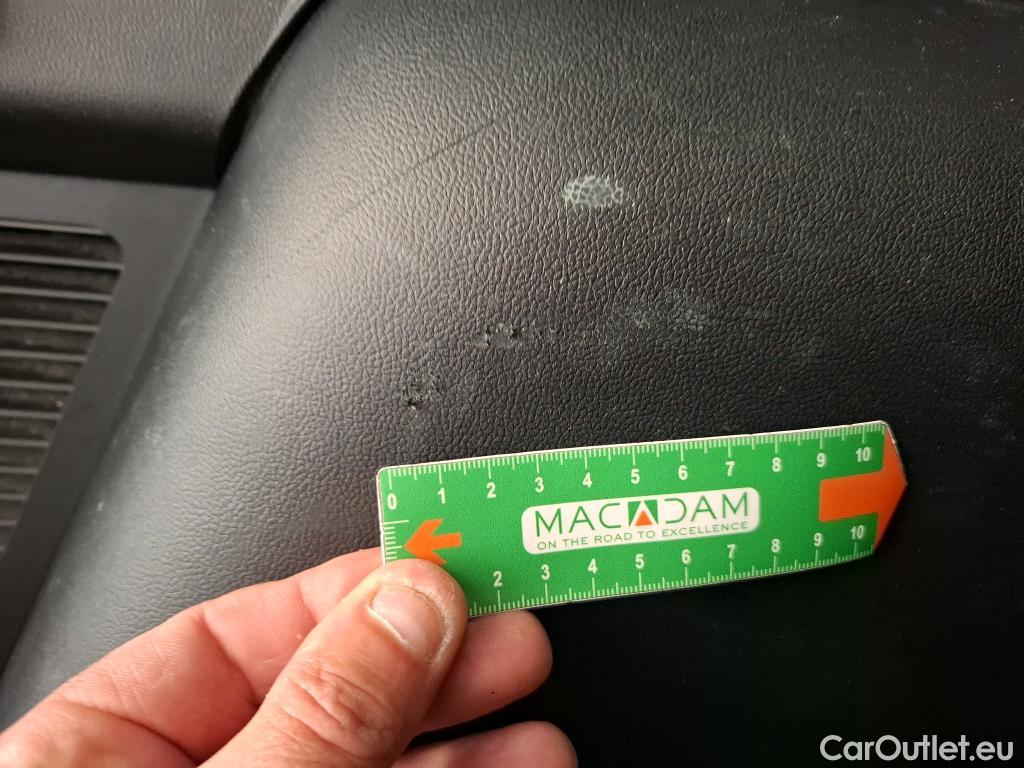 0 1 2 3 4 5 6 7 8 9 10
MACADAM
ON THE ROAD TO EXCELLENCE
2 3 4 5 6 7 8 9 10
CarOutlet.eu